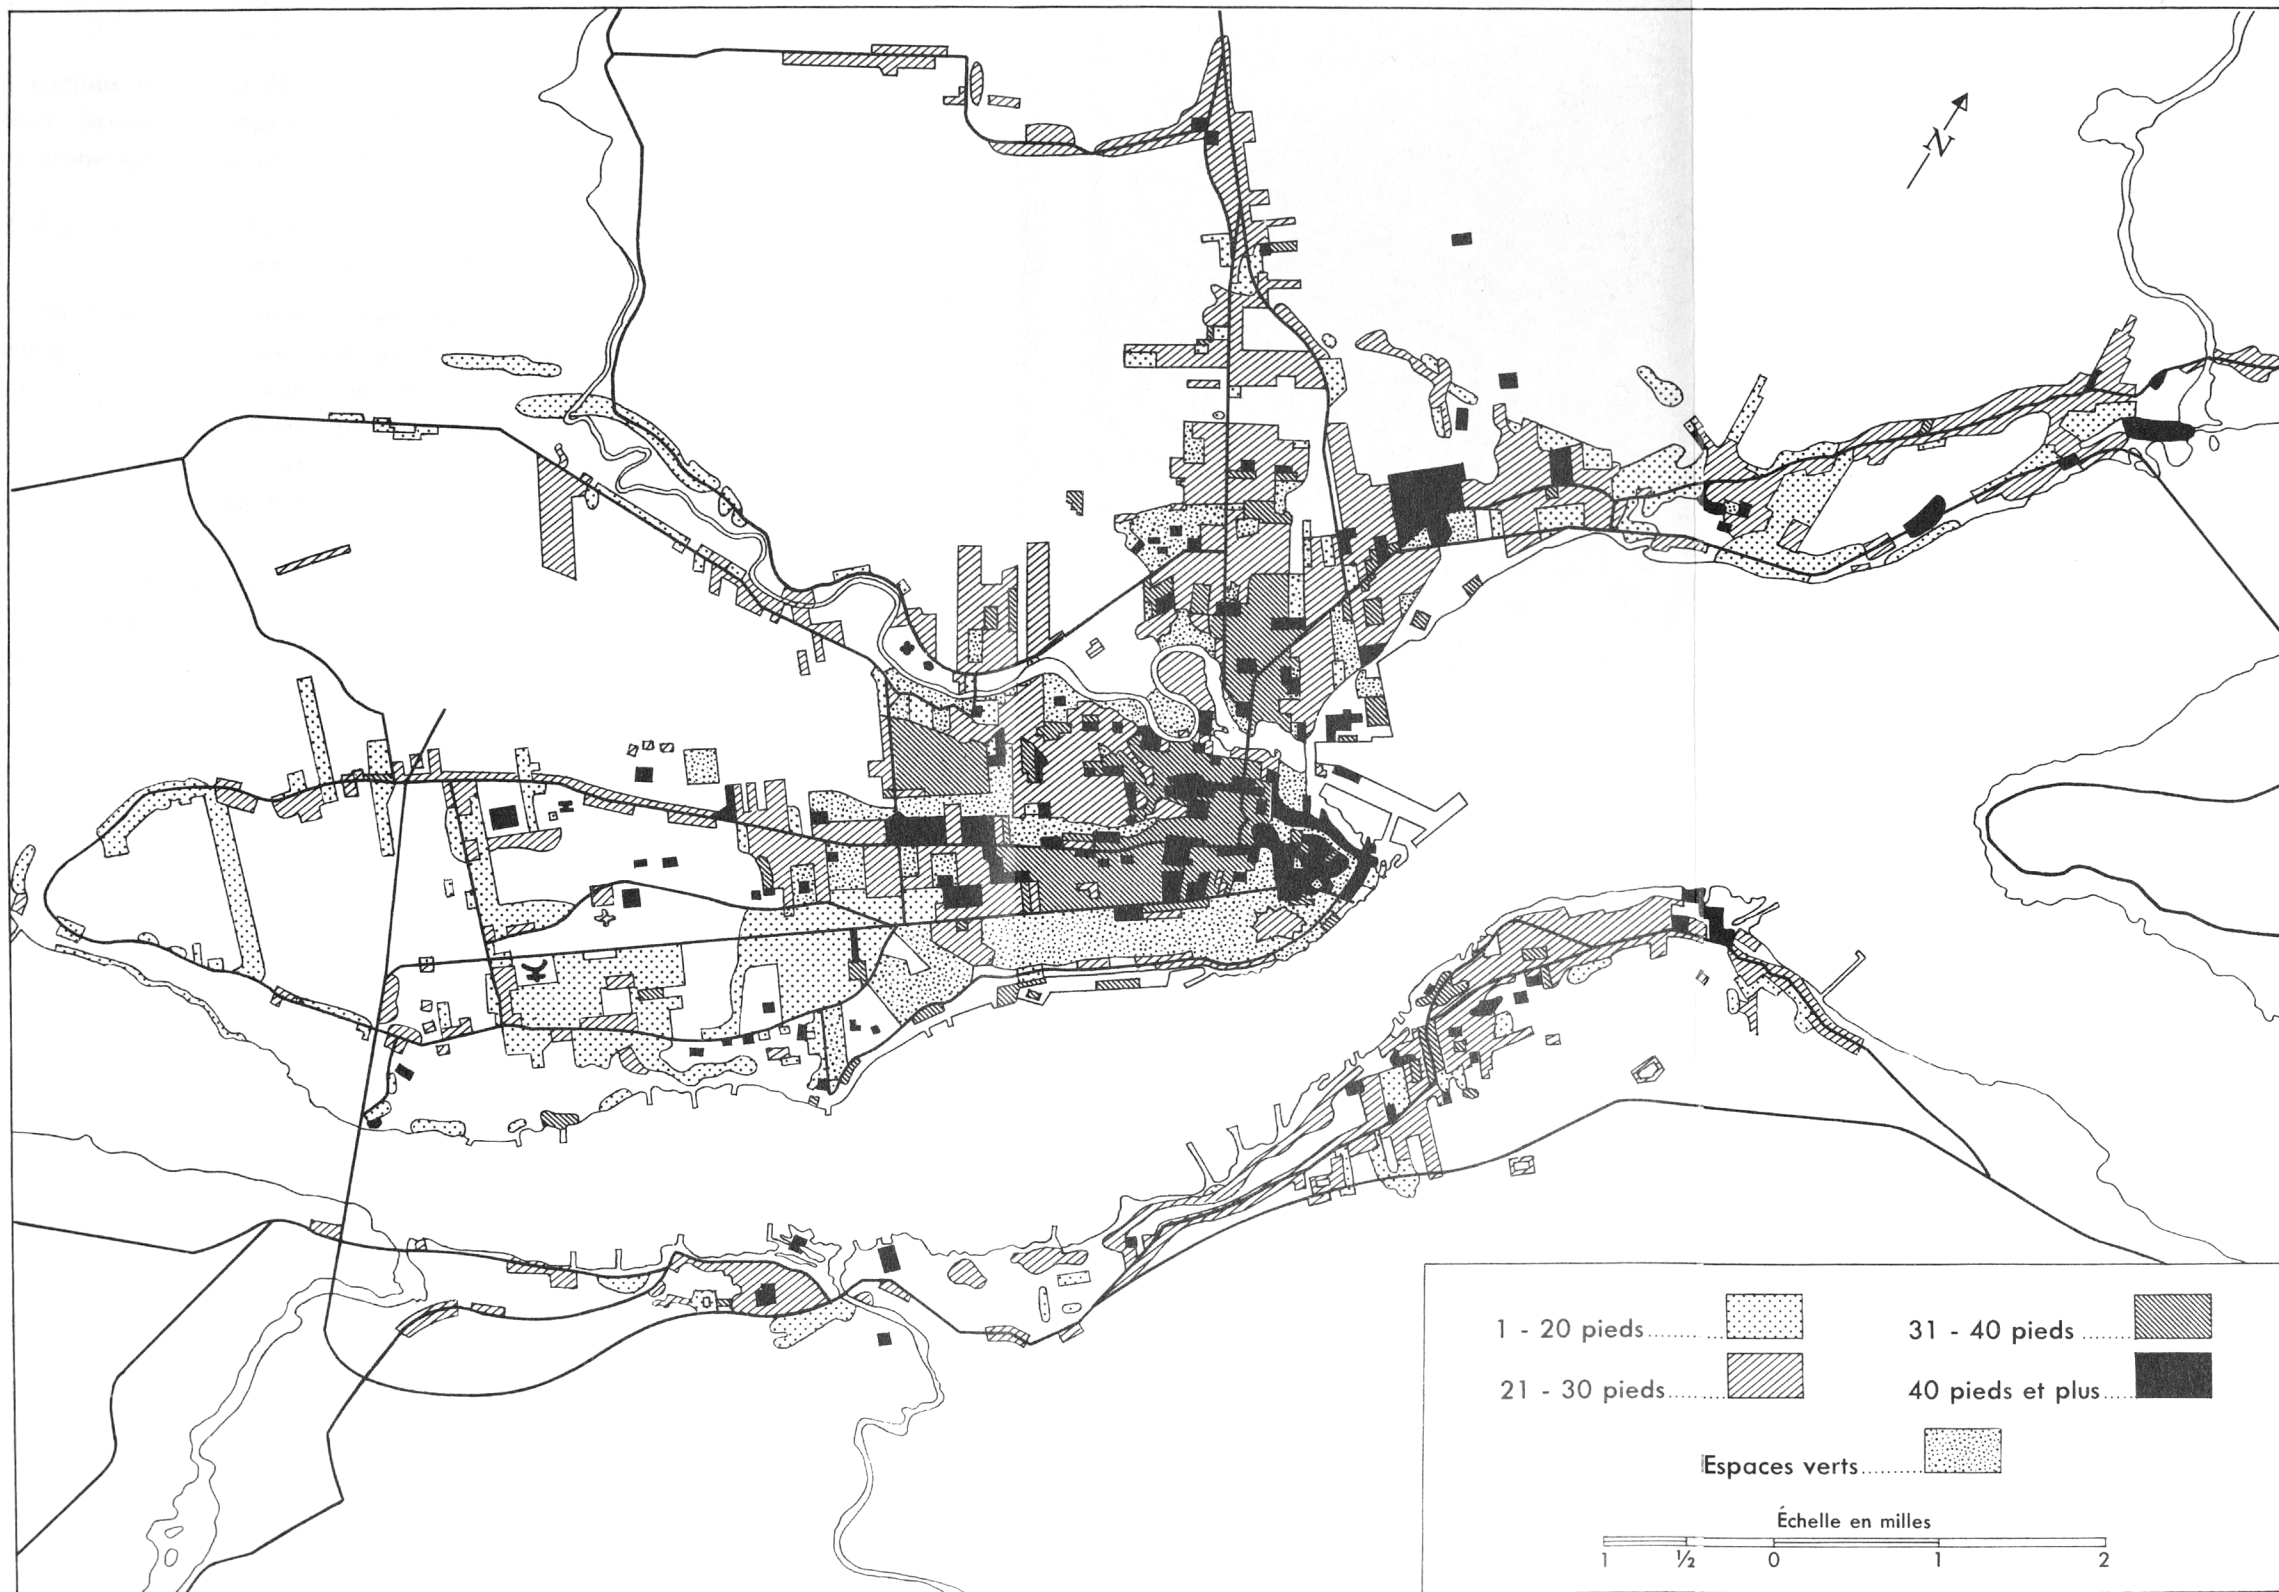 N
1 - 20 pieds
31 - 40 pieds
21 - 30 pieds
40 pieds et plus
Espaces verts
Échelle en milles
1 ½ 0 1 2